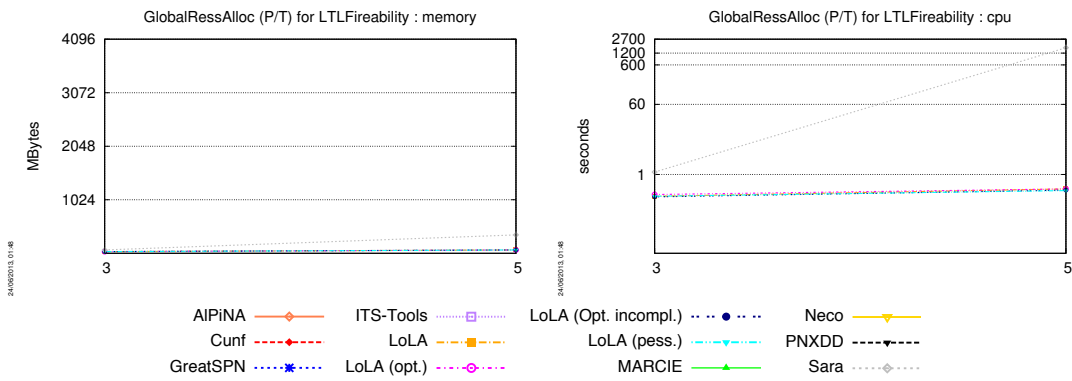 GlobalRessAlloc (P/T) for LTLFireability : memory
4096
3072
2048
1024
MBytes
3
5
24/06/2013, 01:48
GlobalRessAlloc (P/T) for LTLFireability : cpu
2700
1200
600
60
1
seconds
3
5
24/06/2013, 01:48
AlPiNA
Cunf
GreatSPN
ITS-Tools
LoLA
LoLA (opt.)
LoLA (Opt. incompl.)
LoLA (pess.)
MARCIE
Neco
PNXDD
Sara